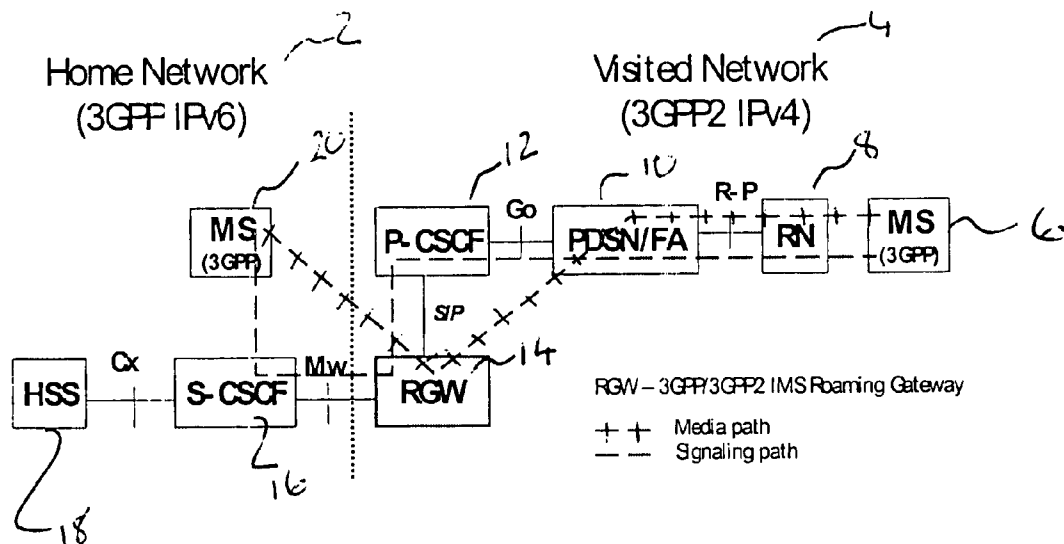 Home Network
(3GPP IPv6)
2
Visited Network
(3GPP2 IPv4)
4
20
12
10
8
R-P
Go
MS
(3GPP)
P-CSCF
PDSN/FA
RN
MS
(3GPP)
6
SIP
Cx
Mw
14
HSS
S-CSCF
RGW
RGW – 3GPP/3GPP2 IMS Roaming Gateway
Media path
Signaling path
16
18